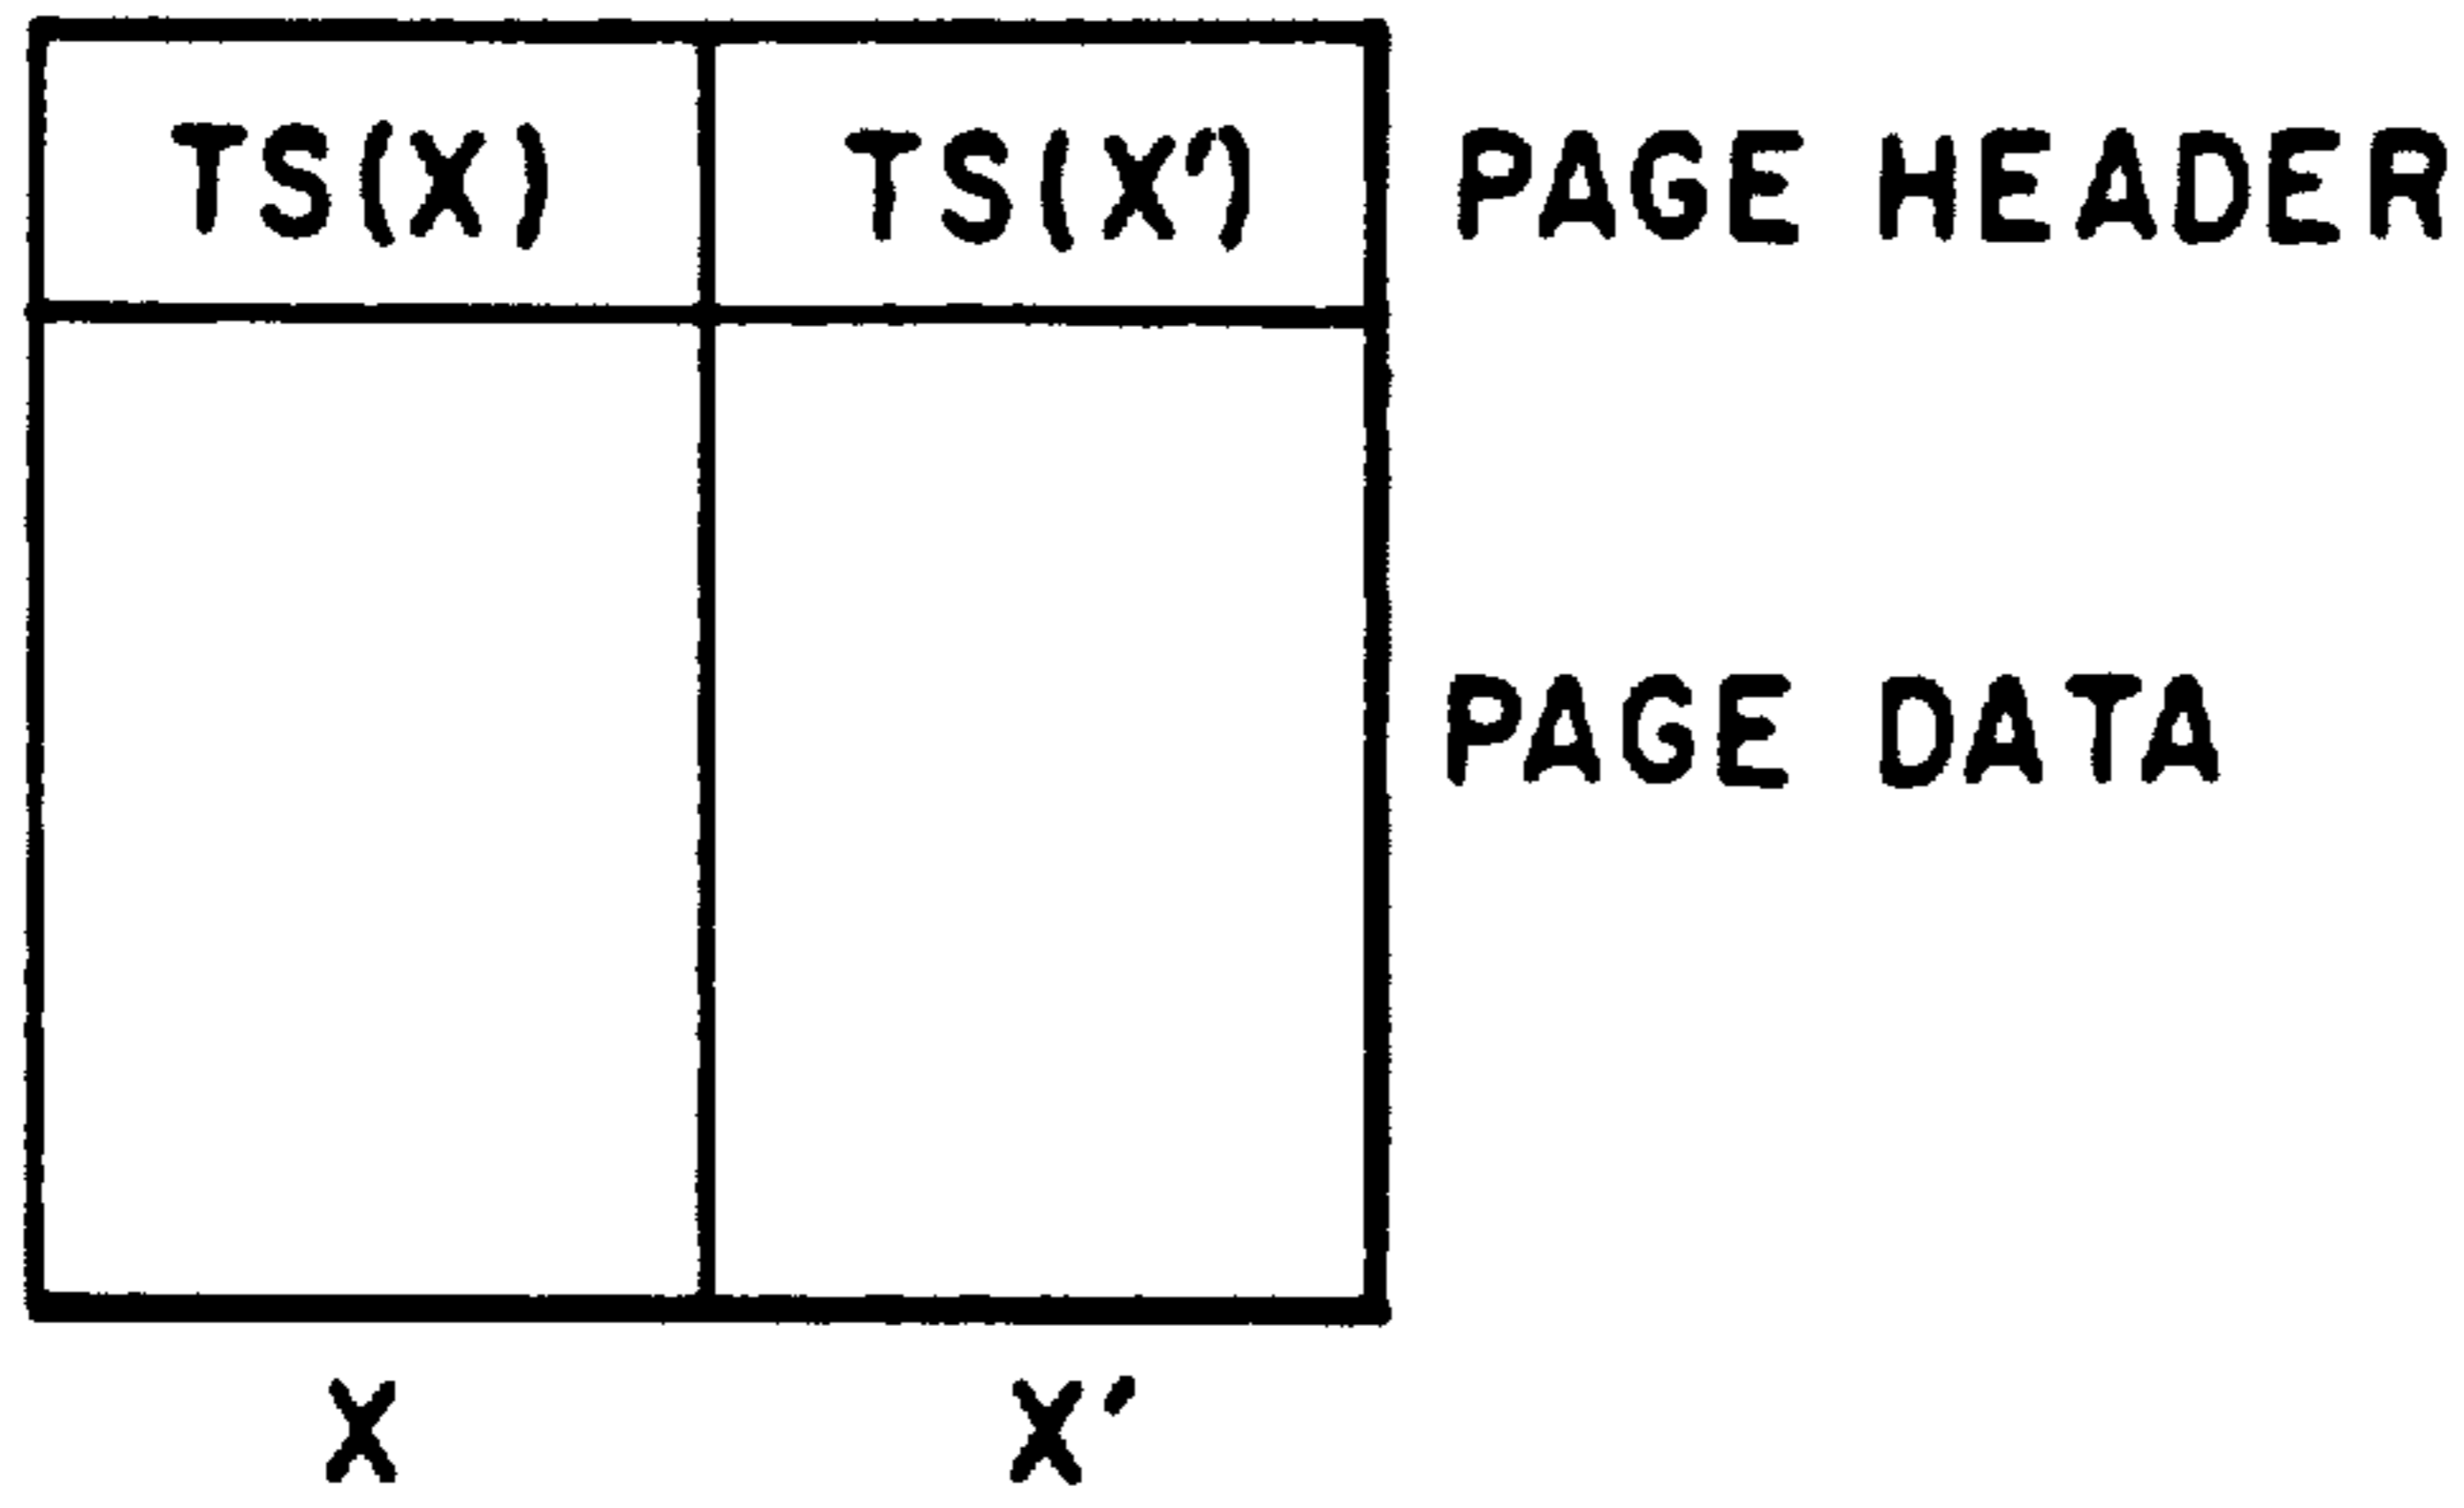 TS(X) TS(X') PAGE HEADER
PAGE DATA
X X'